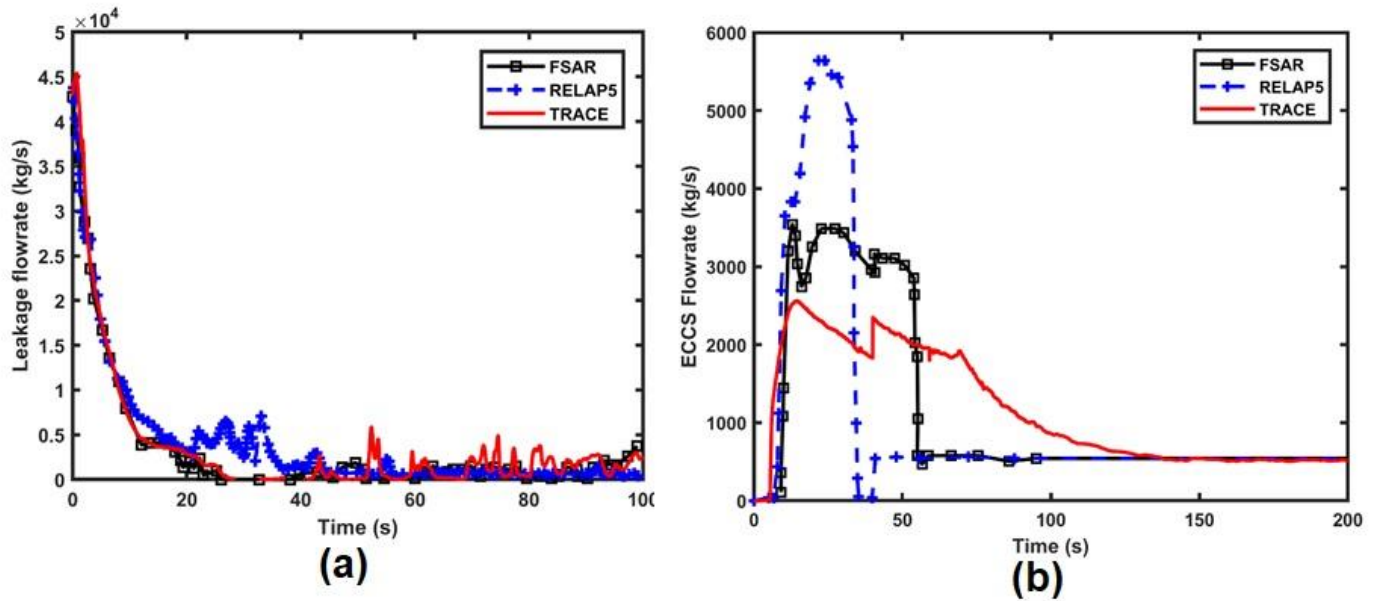 ×10⁴
5
4.5
4
3.5
3
2.5
2
1.5
1
0.5
0
Leakage flowrate (kg/s)
0 20 40 60 80 100
Time (s)
FSAR
RELAP5
TRACE
(a)
6000
5000
4000
3000
2000
1000
0
ECCS Flowrate (kg/s)
0 50 100 150 200
Time (s)
FSAR
RELAP5
TRACE
(b)